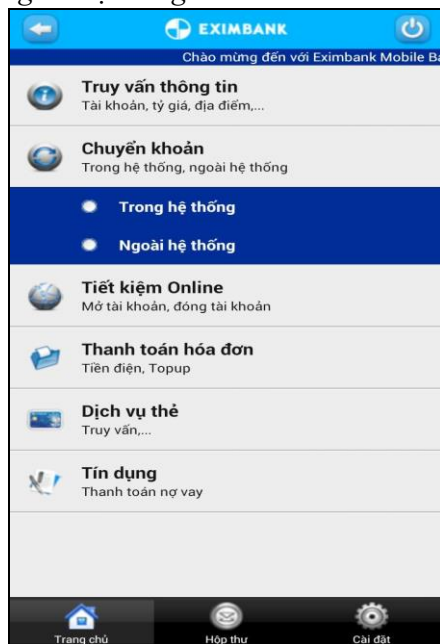 EXIMBANK
Chào mừng đến với Eximbank Mobile Ba
Truy vấn thông tin
Tài khoản, tỷ giá, địa điểm,...
Chuyển khoản
Trong hệ thống, ngoài hệ thống
Trong hệ thống
Ngoài hệ thống
Tiết kiệm Online
Mở tài khoản, đóng tài khoản
Thanh toán hóa đơn
Tiền điện, Topup
Dịch vụ thẻ
Truy vấn,...
Tín dụng
Thanh toán nợ vay
Trang chủ
Hộp thư
Cài đặt